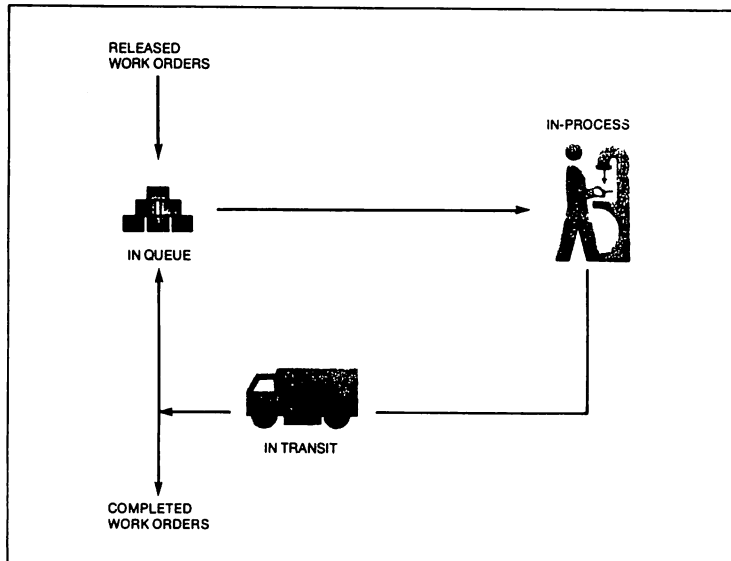 RELEASED
WORK ORDERS
IN-PROCESS
IN QUEUE
IN TRANSIT
COMPLETED
WORK ORDERS